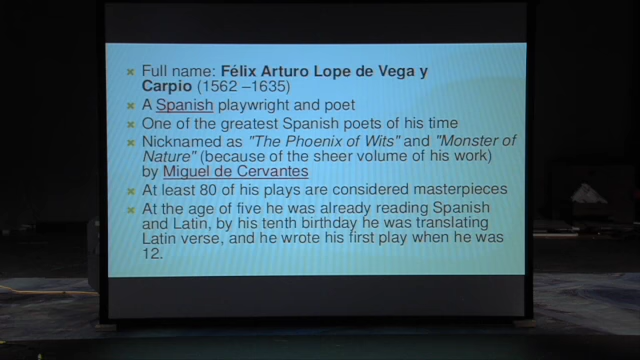 Full name: Félix Arturo Lope de Vega y
Carpio (1562 –1635)
A Spanish playwright and poet
One of the greatest Spanish poets of his time
Nicknamed as "The Phoenix of Wits" and "Monster of
Nature" (because of the sheer volume of his work)
by Miguel de Cervantes
At least 80 of his plays are considered masterpieces
At the age of five he was already reading Spanish
and Latin, by his tenth birthday he was translating
Latin verse, and he wrote his first play when he was
12.